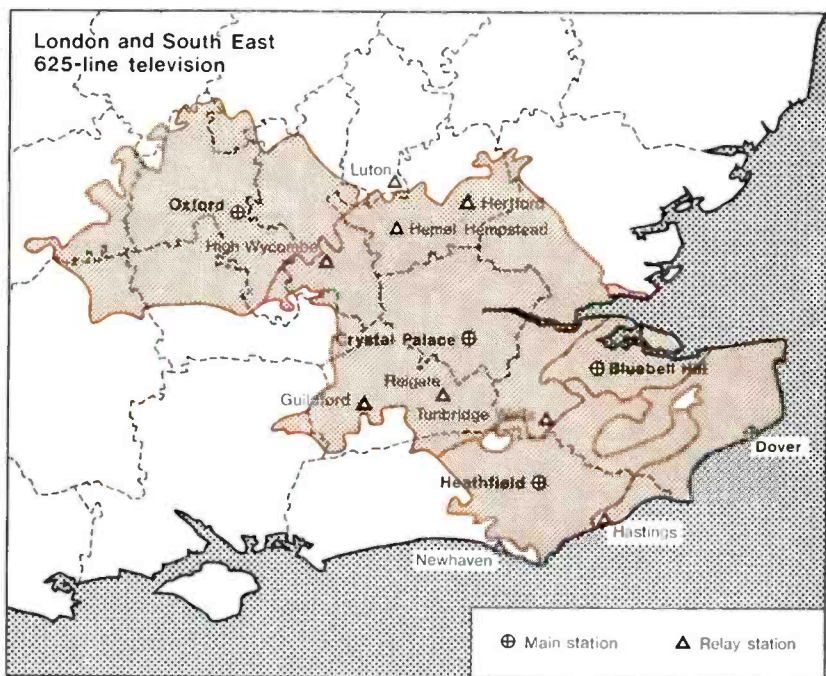 London and South East
625-line television
Luton
Oxford
Hertford
Hemel Hempstead
High Wycombe
Crystal Palace
Bluebell Hill
Reigate
Guildford
Tunbridge Wells
Dover
Heathfield
Hastings
Newhaven
Main station
Relay station